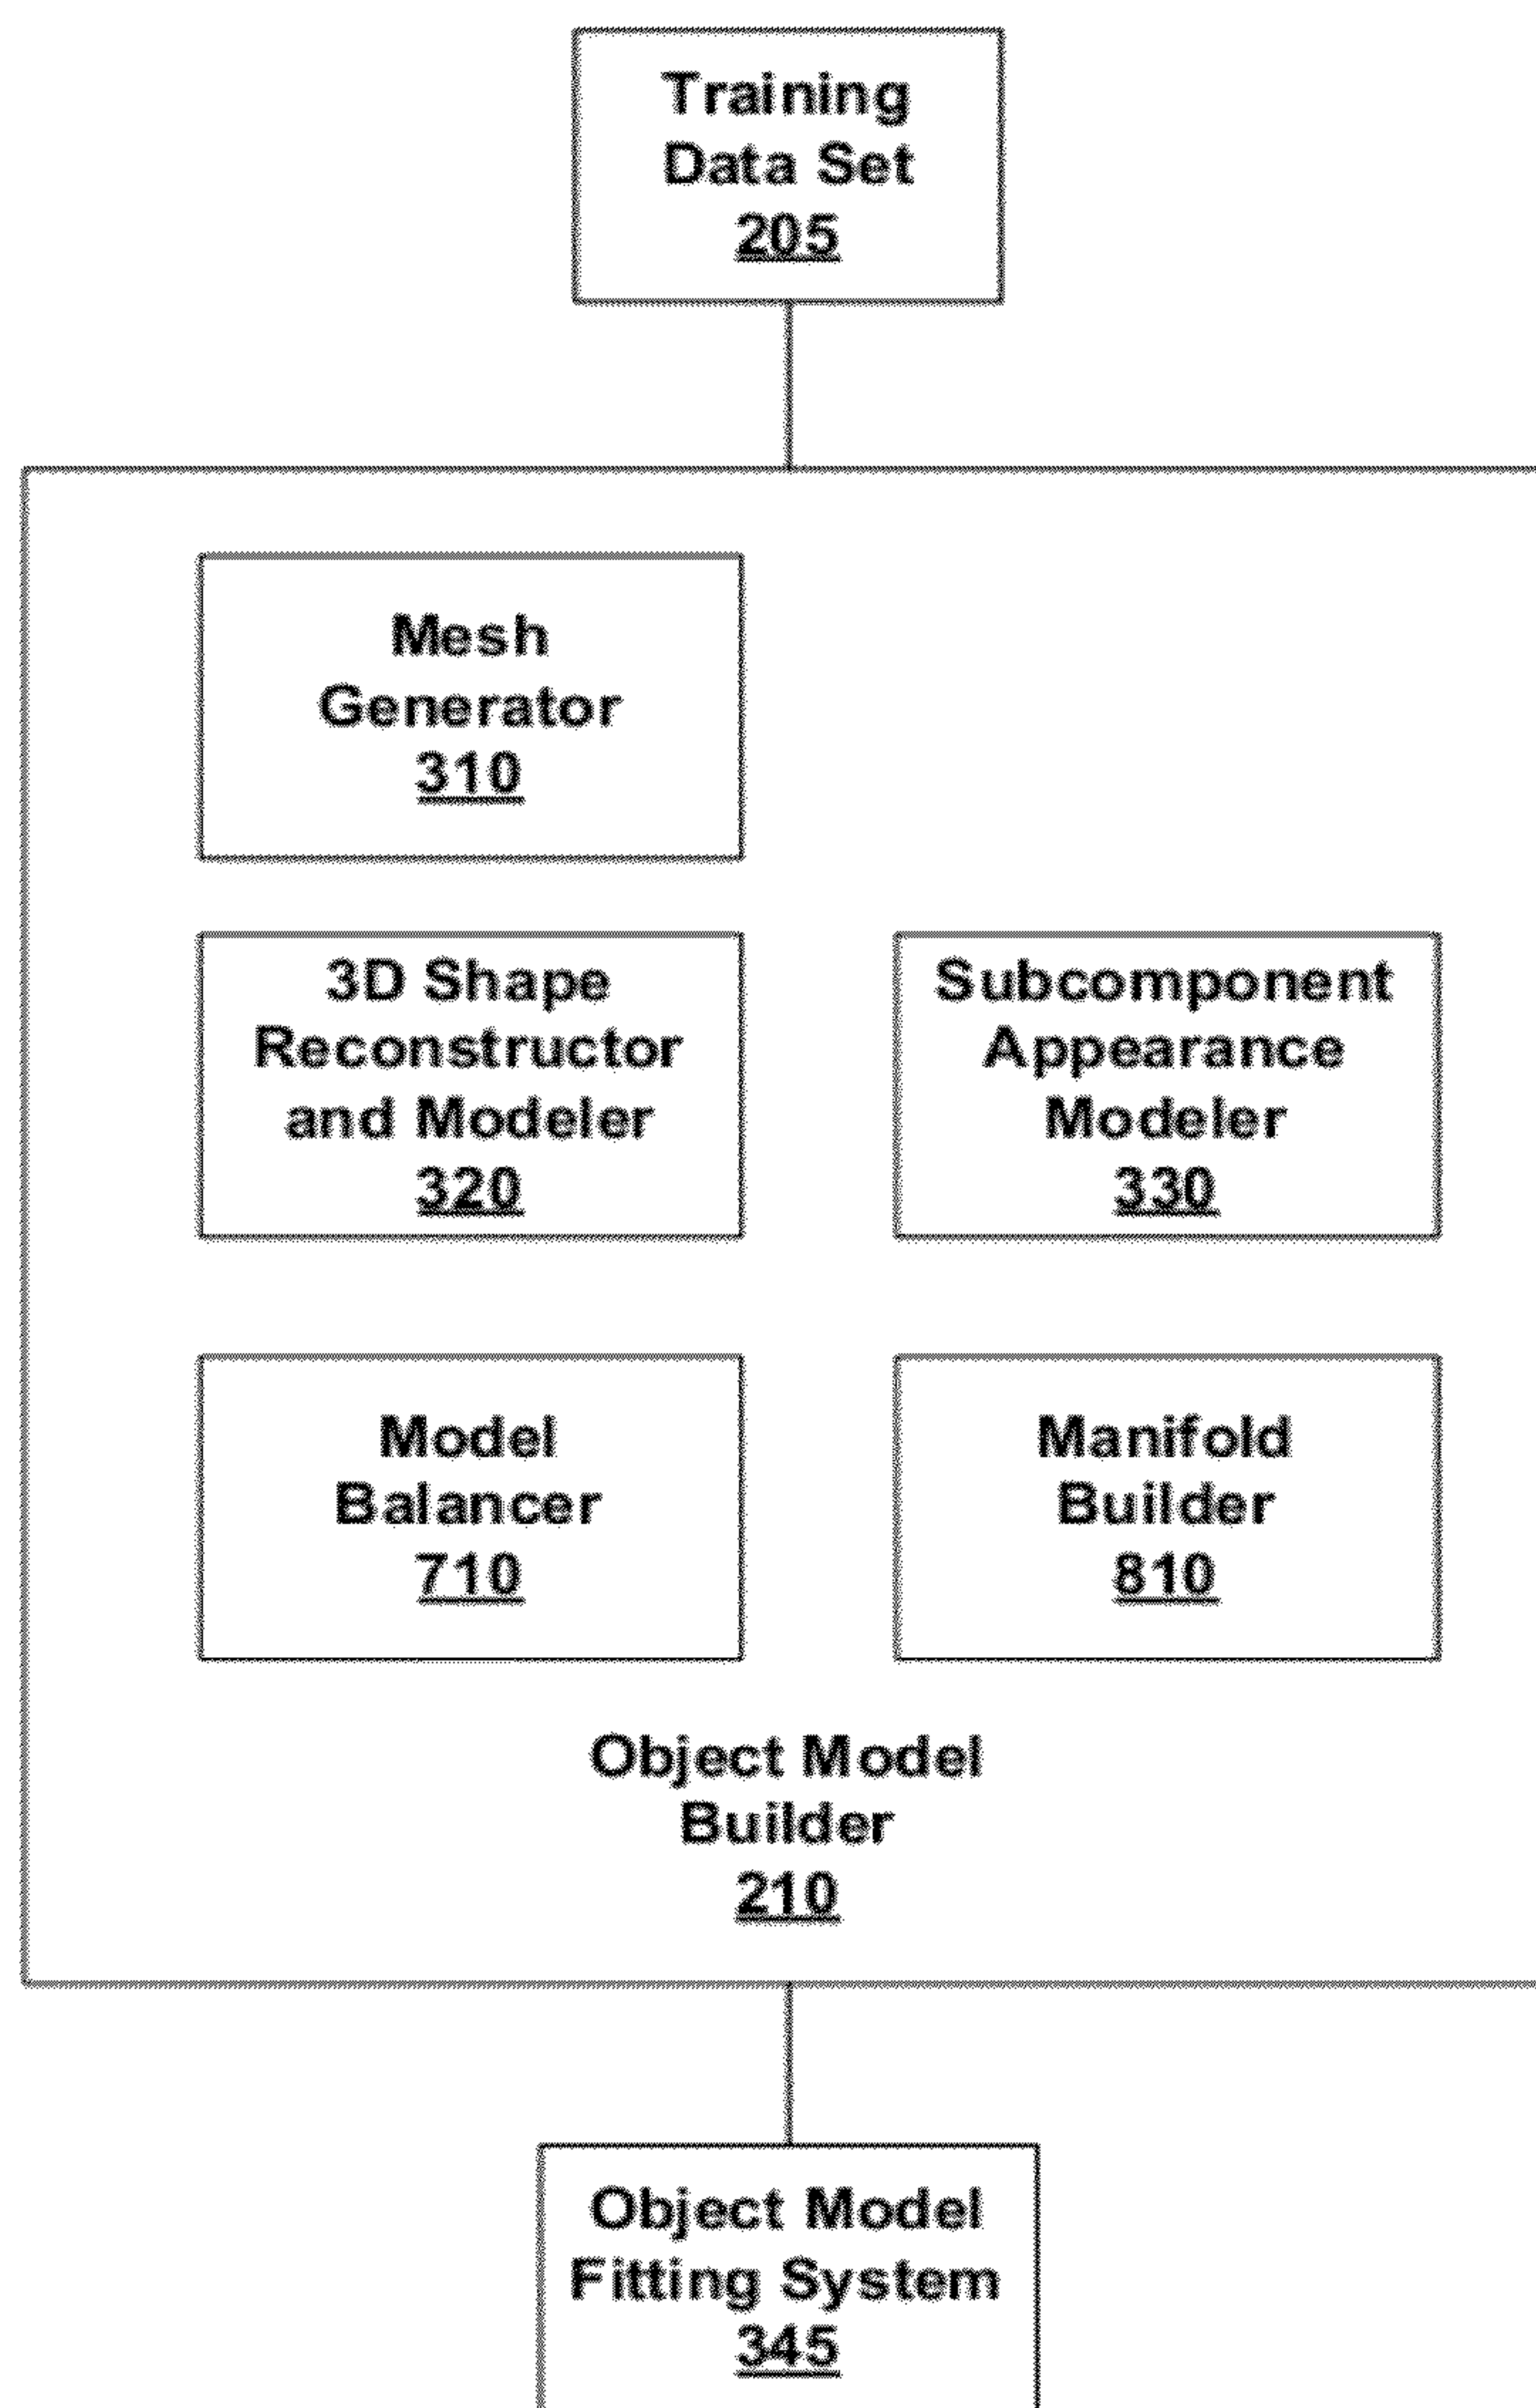 Training
Data Set
205
Mesh
Generator
310
3D Shape
Reconstructor
and Modeler
320
Subcomponent
Appearance
Modeler
330
Model
Balancer
710
Manifold
Builder
810
Object Model
Builder
210
Object Model
Fitting System
345